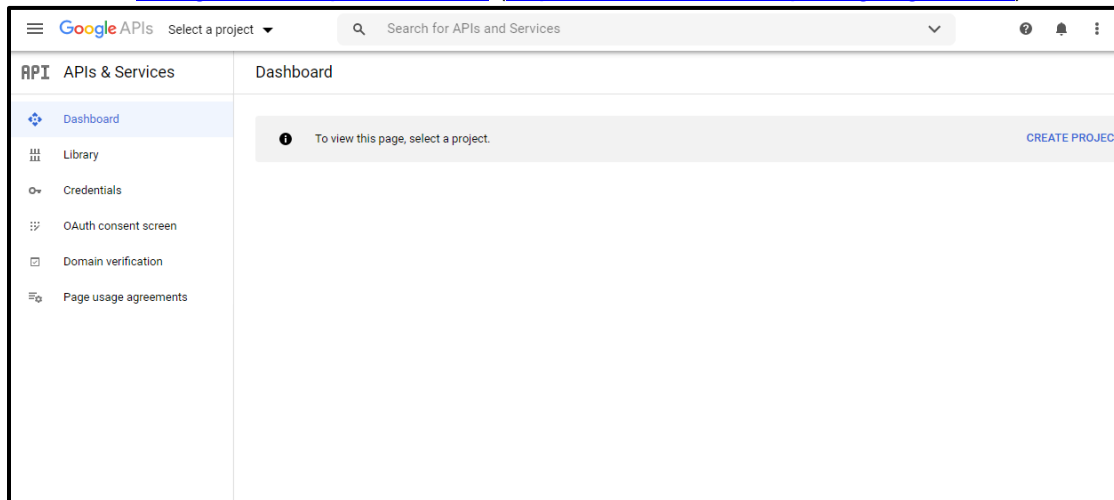 Google APIs Select a project Search for APIs and Services
API APIs & Services
Dashboard
Dashboard
To view this page, select a project. CREATE PROJEC
Library
Credentials
OAuth consent screen
Domain verification
Page usage agreements